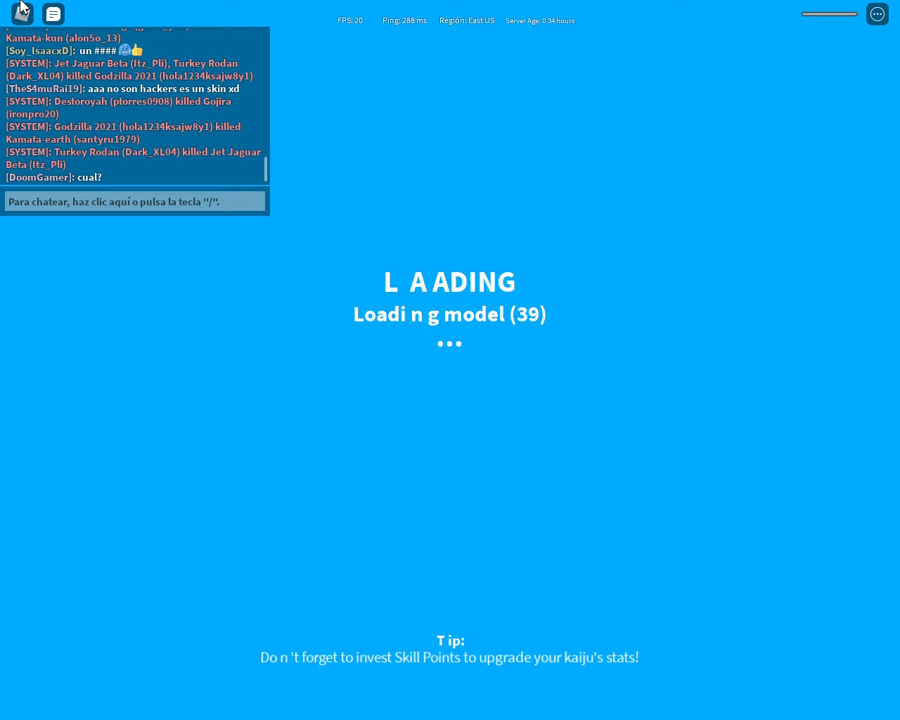 FPS: 20 Ping: 288 ms Región: East US Server Age: 0.34 hours
Kamata-kun (alon5o_13)
[Soy_IsaacxD]: un #### 🥶👍
[SYSTEM]: Jet Jaguar Beta (Itz_Pli), Turkey Rodan
(Dark_XL04) killed Godzilla 2021 (hola1234ksajw8y1)
[TheS4muRai19]: aaa no son hackers es un skin xd
[SYSTEM]: Destoroyah (ptorres0908) killed Gojira
(ironpro20)
[SYSTEM]: Godzilla 2021 (hola1234ksajw8y1) killed
Kamata-earth (santyru1979)
[SYSTEM]: Turkey Rodan (Dark_XL04) killed Jet Jaguar
Beta (Itz_Pli)
[DoomGamer]: cual?
Para chatear, haz clic aquí o pulsa la tecla "/".
L A ADING
Loadi n g model (39)
•••
T ip:
Do n 't forget to invest Skill Points to upgrade your kaiju's stats!